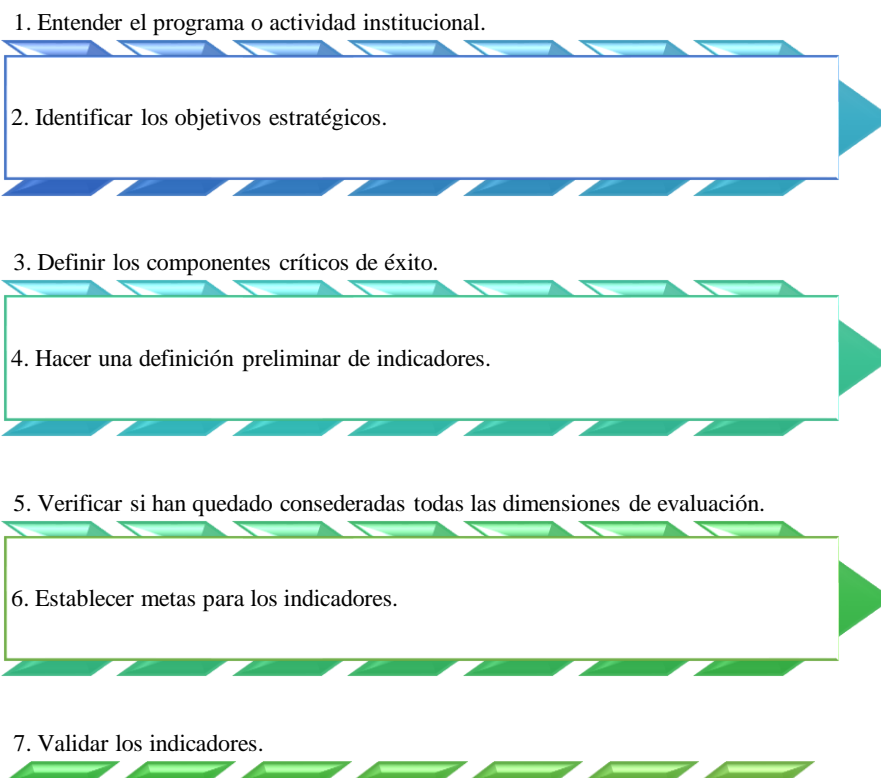 1. Entender el programa o actividad institucional.
2. Identificar los objetivos estratégicos.
3. Definir los componentes críticos de éxito.
4. Hacer una definición preliminar de indicadores.
5. Verificar si han quedado consederadas todas las dimensiones de evaluación.
6. Establecer metas para los indicadores.
7. Validar los indicadores.